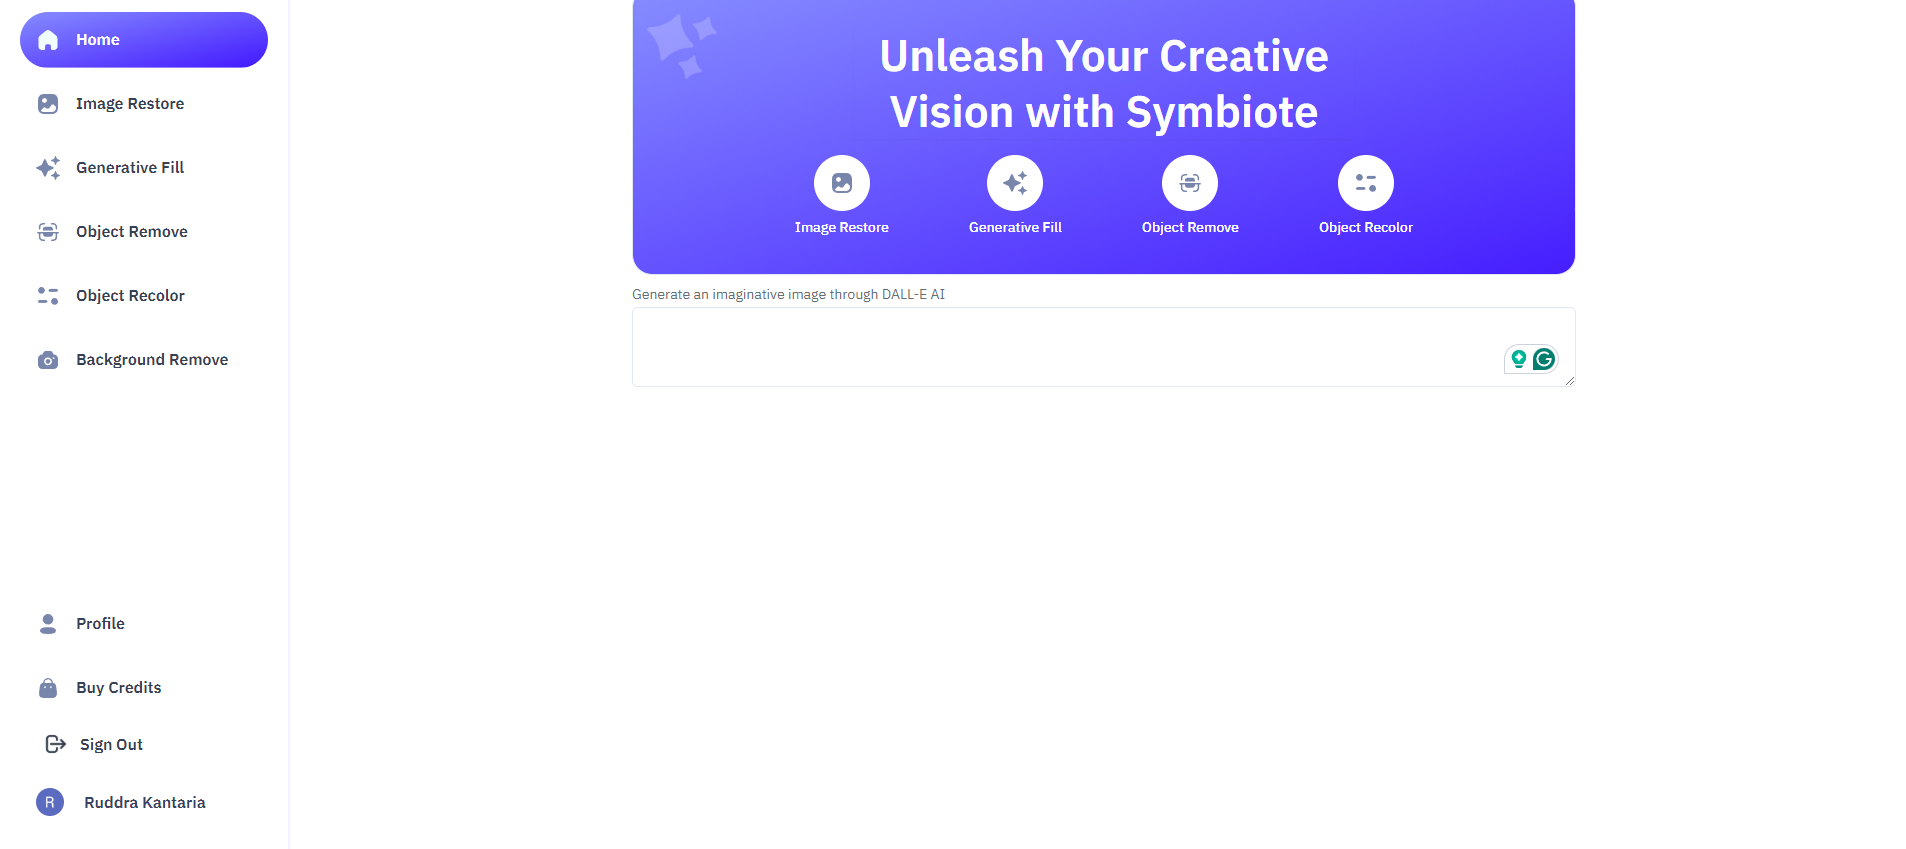 Home
Image Restore
Generative Fill
Object Remove
Object Recolor
Background Remove
Profile
Buy Credits
Sign Out
R
Ruddra Kantaria
Unleash Your Creative
Vision with Symbiote
Image Restore
Generative Fill
Object Remove
Object Recolor
Generate an imaginative image through DALL-E AI